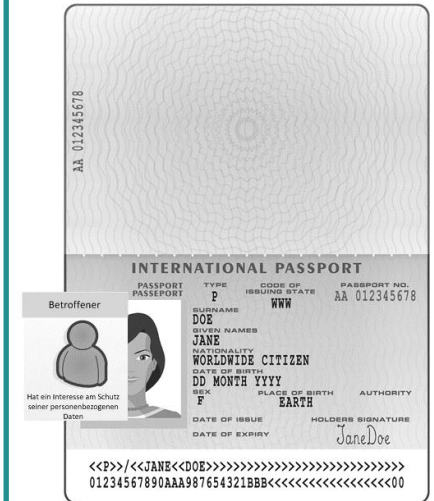 AA 012345678
INTERNATIONAL PASSPORT
PASSPORT
PASSEPORT
TYPE
P
CODE OF
ISSUING STATE
WWW
PASSPORT NO.
AA 012345678
SURNAME
DOE
GIVEN NAMES
JANE
NATIONALITY
WORLDWIDE CITIZEN
DATE OF BIRTH
DD MONTH YYYY
SEX
F
PLACE OF BIRTH
EARTH
AUTHORITY
DATE OF ISSUE
HOLDERS SIGNATURE
DATE OF EXPIRY
JaneDoe
Betroffener
Hat ein Interesse am Schutz
seiner personenbezogenen
Daten
<<P>>/<<JANE<<DOE>>>>>>>>>>>>>>>>>>>>>>>>>>>>
01234567890AAA987654321BBB<<<<<<<<<<<<<<<<<00